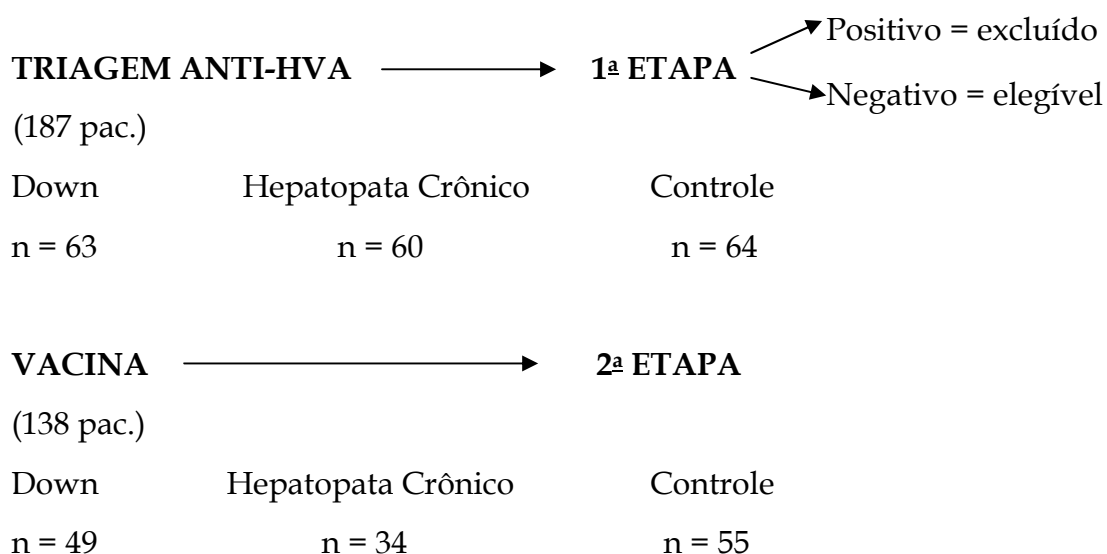 Positivo = excluído
TRIAGEM ANTI-HVA 1ª ETAPA
Negativo = elegível
(187 pac.)
Down Hepatopata Crônico Controle
n = 63 n = 60 n = 64
VACINA 2ª ETAPA
(138 pac.)
Down Hepatopata Crônico Controle
n = 49 n = 34 n = 55